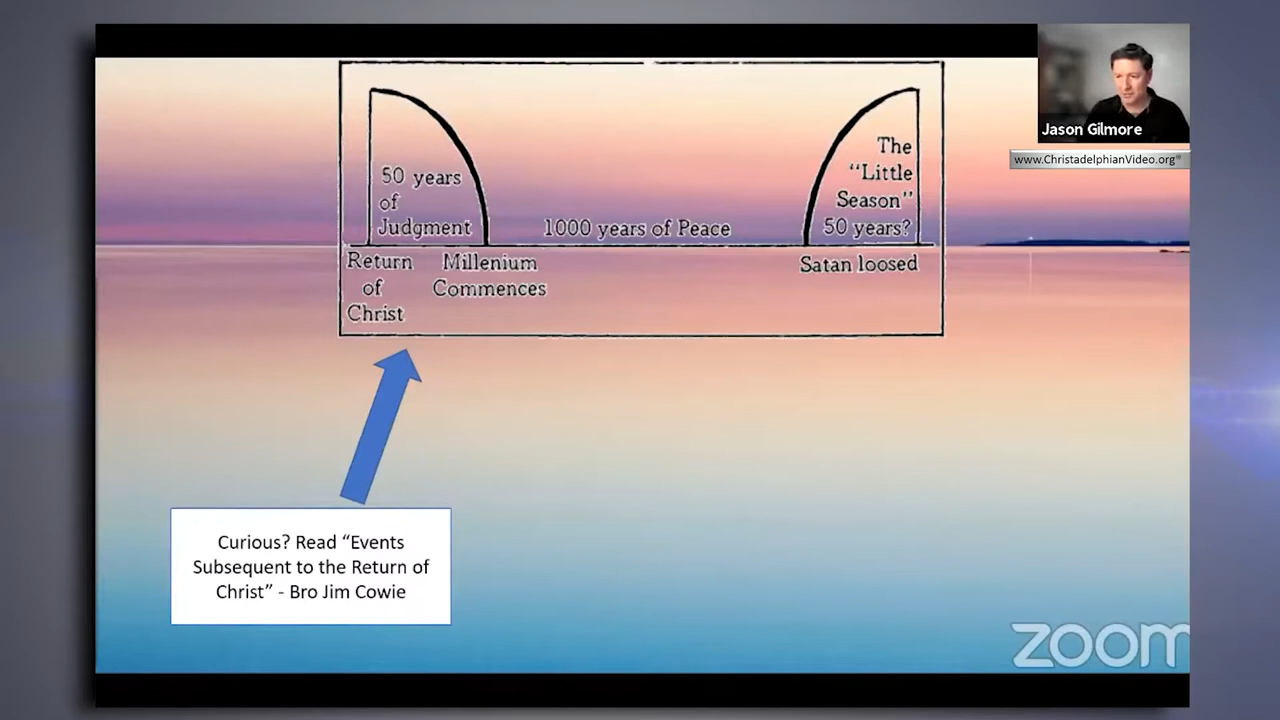 Jason Gilmore
www.ChristadelphianVideo.org®
50 years
of
Judgment
1000 years of Peace
The
“Little
Season”
50 years?
Return
of
Christ
Millenium
Commences
Satan loosed
Curious? Read “Events
Subsequent to the Return of
Christ” - Bro Jim Cowie
zoom